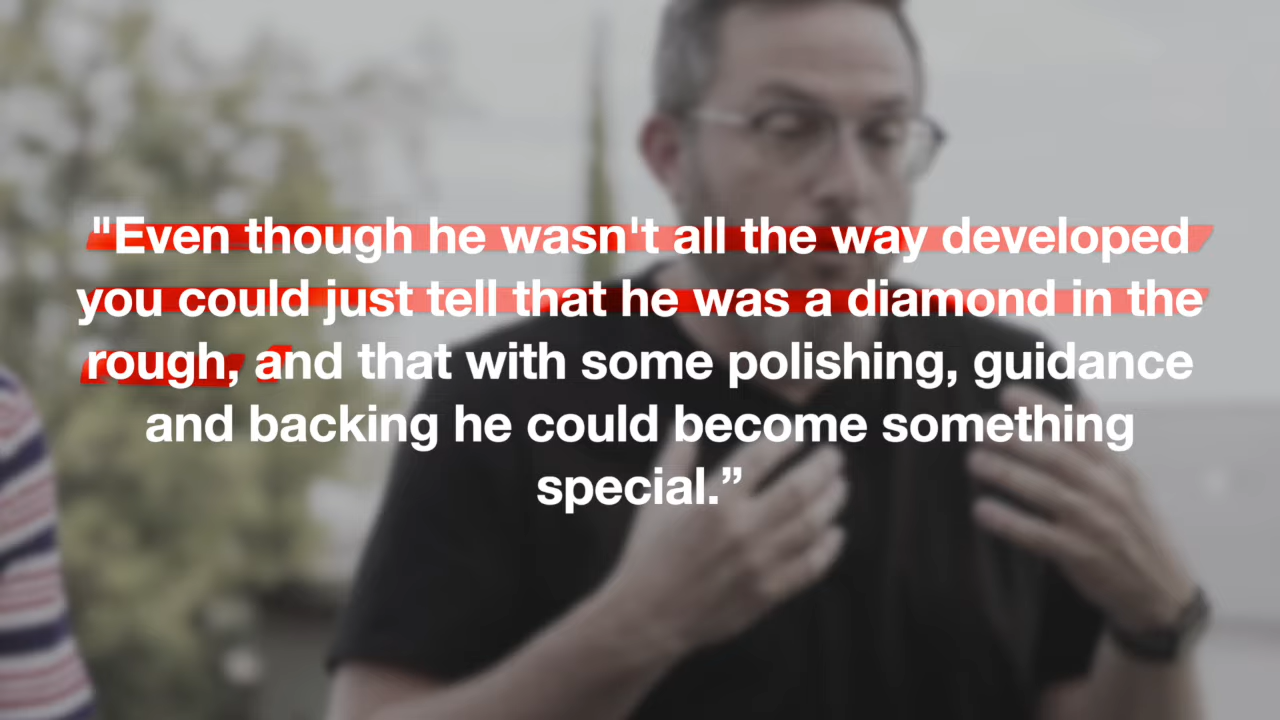 "Even though he wasn't all the way developed
you could just tell that he was a diamond in the
rough, and that with some polishing, guidance
and backing he could become something
special.”